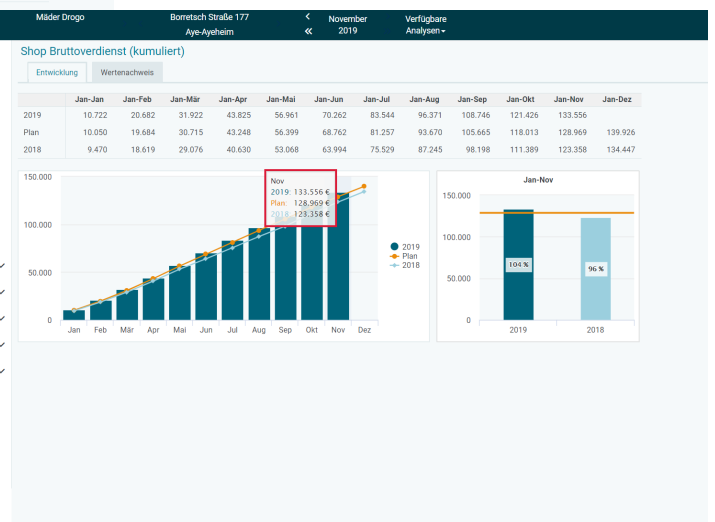 Mäder Drogo Borretsch Straße 177 November Verfügbare
Aye-Ayeheim 2019 Analysen
Shop Bruttoverdienst (kumuliert)
Entwicklung Wertenachweis
Jan-Jan Jan-Feb Jan-Mär Jan-Apr Jan-Mai Jan-Jun Jan-Jul Jan-Aug Jan-Sep Jan-Okt Jan-Nov Jan-Dez
2019 10.722 20.682 31.922 43.825 56.961 70.262 83.544 96.371 108.746 121.426 133.556
Plan 10.050 19.684 30.715 43.248 56.399 68.762 81.257 93.670 105.665 118.013 128.969 139.926
2018 9.470 18.619 29.076 40.630 53.068 63.994 75.529 87.245 98.198 111.389 123.358 134.447
150.000
100.000
50.000
0
Jan Feb Mär Apr Mai Jun Jul Aug Sep Okt Nov Dez
Nov
2019: 133.556 €
Plan: 128.969 €
2018: 123.358 €
2019
Plan
2018
Jan-Nov
150.000
100.000
50.000
0
104 %
96 %
2019 2018